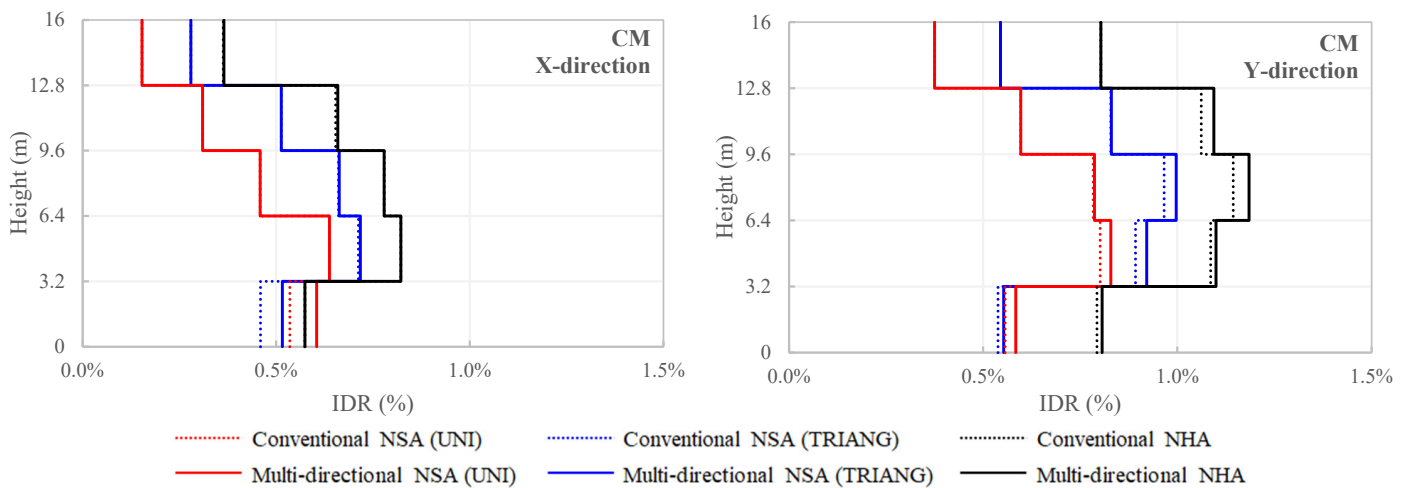 CM
X-direction
Height (m)
16
12.8
9.6
6.4
3.2
0
0.0%
0.5%
1.0%
1.5%
IDR (%)
CM
Y-direction
Height (m)
16
12.8
9.6
6.4
3.2
0
0.0%
0.5%
1.0%
1.5%
IDR (%)
Conventional NSA (UNI)
Conventional NSA (TRIANG)
Conventional NHA
Multi-directional NSA (UNI)
Multi-directional NSA (TRIANG)
Multi-directional NHA